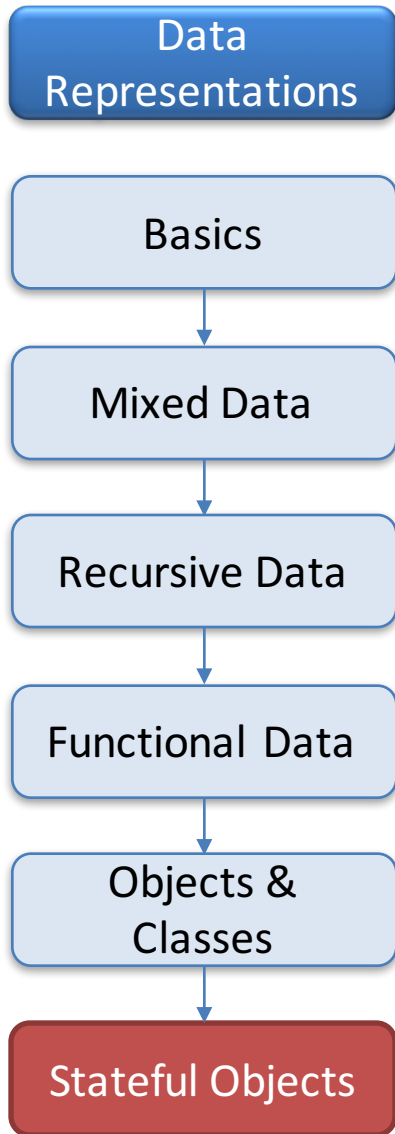 Data
Representations
Basics
Mixed Data
Recursive Data
Functional Data
Objects &
Classes
Stateful Objects